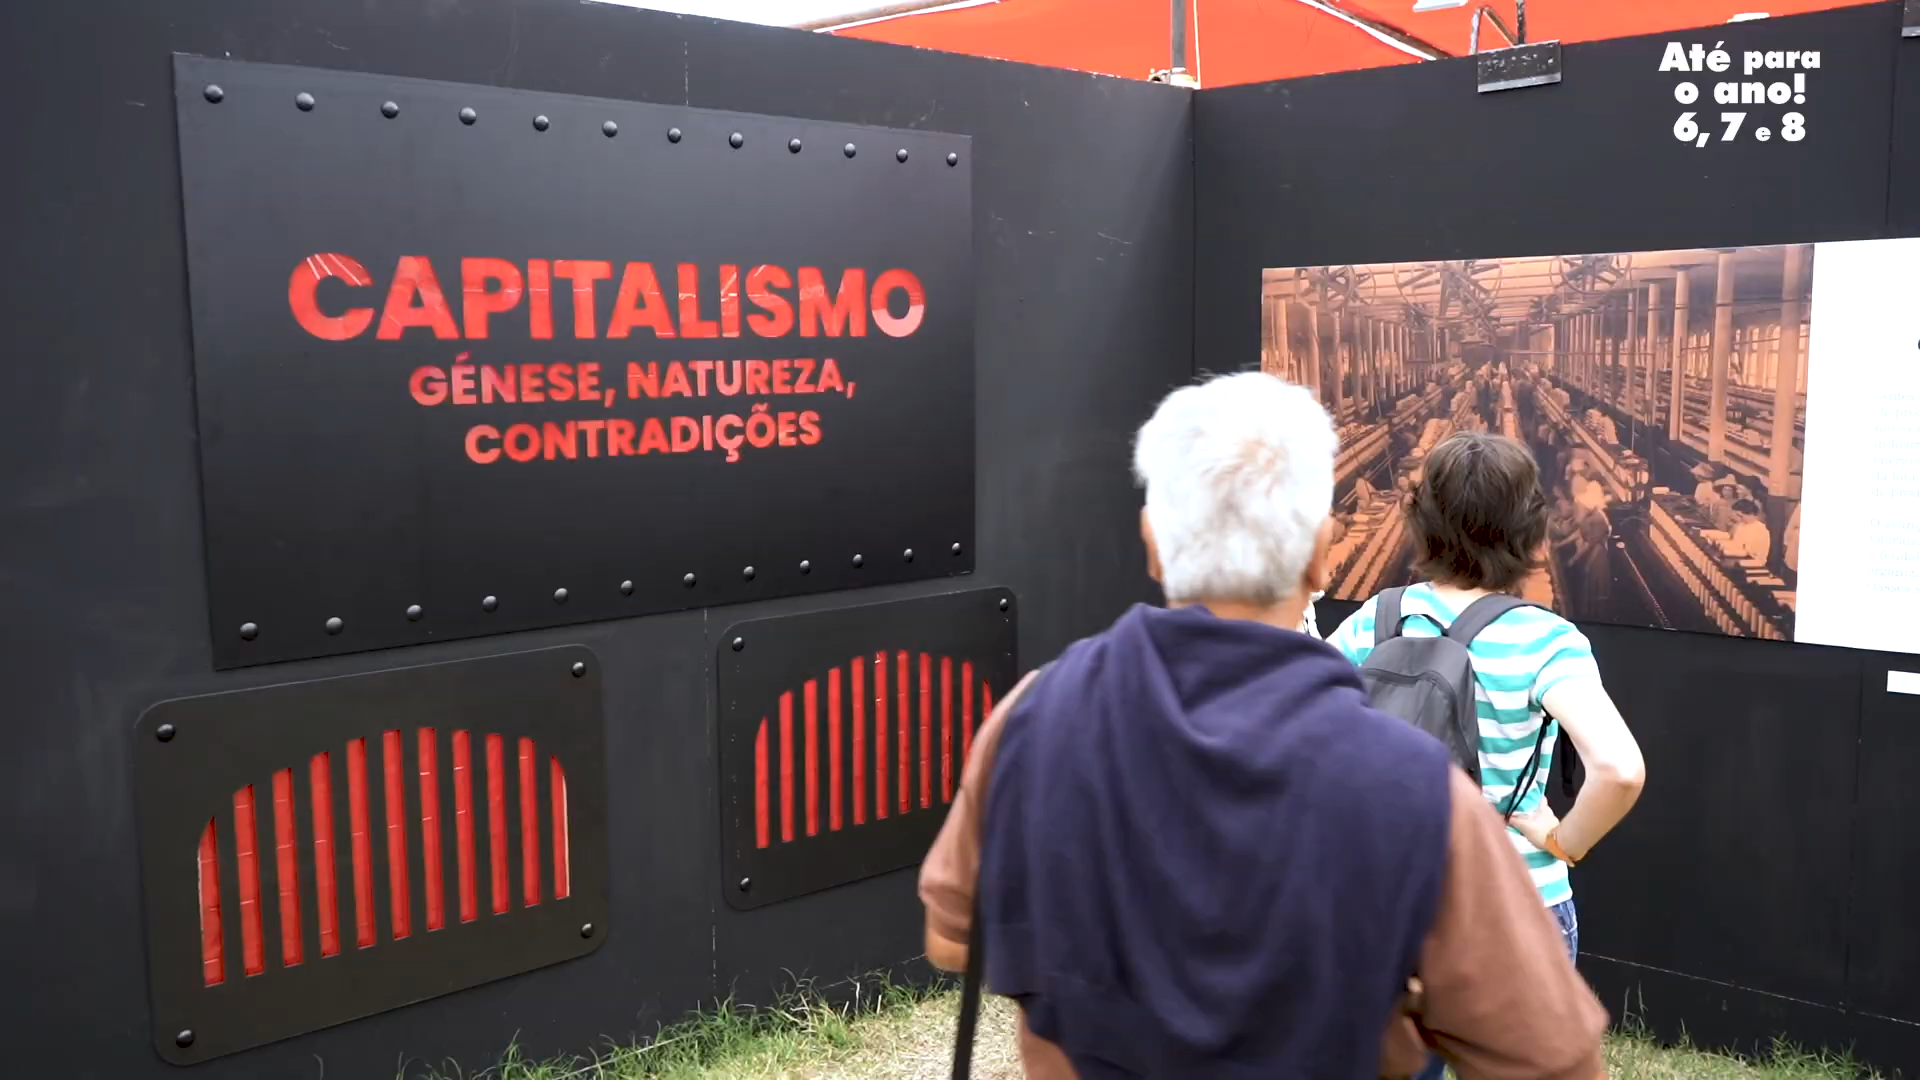 CAPITALISMO
GÉNESE, NATUREZA,
CONTRADIÇÕES
Até para
o ano!
6, 7 e 8